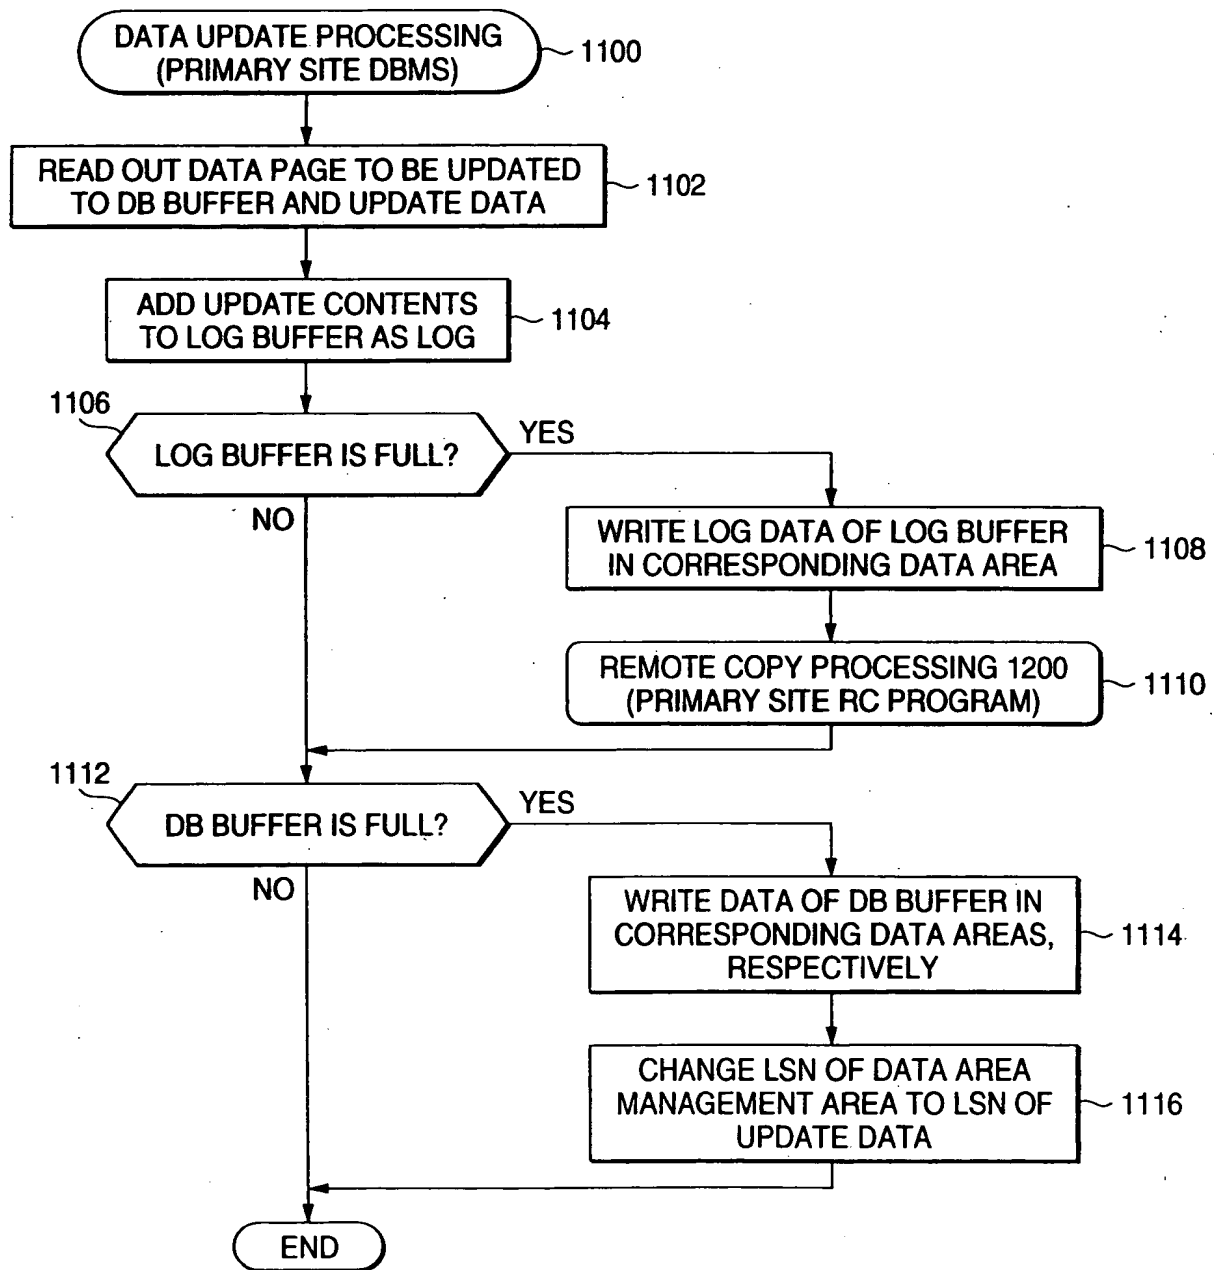 DATA UPDATE PROCESSING
(PRIMARY SITE DBMS)
1100
READ OUT DATA PAGE TO BE UPDATED
TO DB BUFFER AND UPDATE DATA
1102
ADD UPDATE CONTENTS
TO LOG BUFFER AS LOG
1104
1106
LOG BUFFER IS FULL?
YES
NO
WRITE LOG DATA OF LOG BUFFER
IN CORRESPONDING DATA AREA
1108
REMOTE COPY PROCESSING 1200
(PRIMARY SITE RC PROGRAM)
1110
1112
DB BUFFER IS FULL?
YES
NO
WRITE DATA OF DB BUFFER IN
CORRESPONDING DATA AREAS,
RESPECTIVELY
1114
CHANGE LSN OF DATA AREA
MANAGEMENT AREA TO LSN OF
UPDATE DATA
1116
END